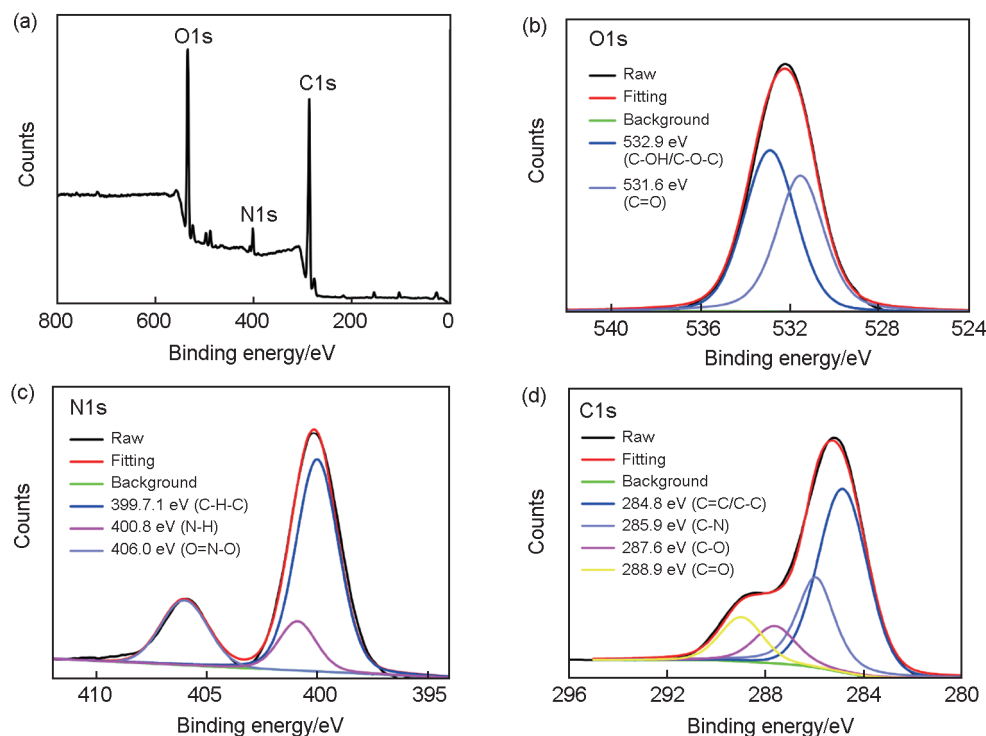 (a)
O1s
C1s
N1s
Counts
800 600 400 200 0
Binding energy/eV
(b)
O1s
Raw
Fitting
Background
532.9 eV
(C-OH/C-O-C)
531.6 eV
(C=O)
Counts
540 536 532 528 524
Binding energy/eV
(c)
N1s
Raw
Fitting
Background
399.7.1 eV (C-H-C)
400.8 eV (N-H)
406.0 eV (O=N-O)
Counts
410 405 400 395
Binding energy/eV
(d)
C1s
Raw
Fitting
Background
284.8 eV (C=C/C-C)
285.9 eV (C-N)
287.6 eV (C-O)
288.9 eV (C=O)
Counts
296 292 288 284 280
Binding energy/eV